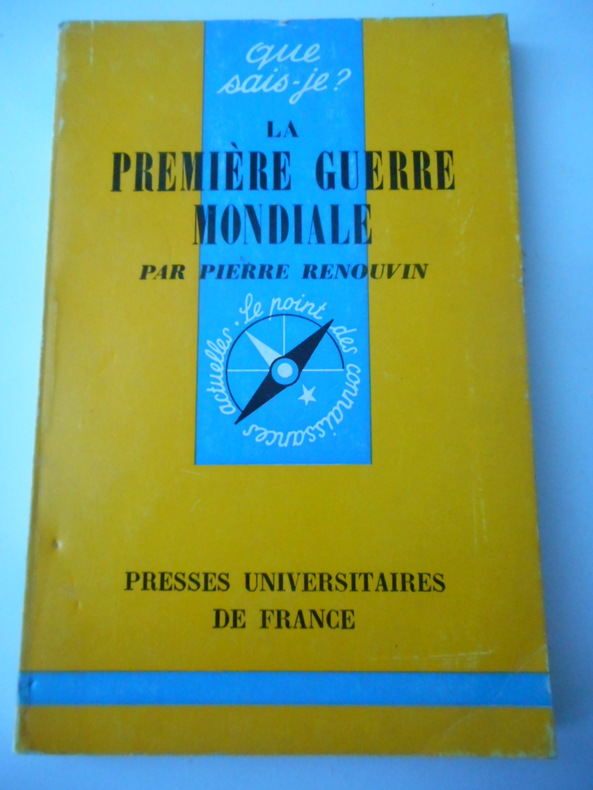 que
sais-je?
LA
PREMIÈRE GUERRE
MONDIALE
PAR PIERRE RENOUVIN
Le point des connaissances actuelles.
PRESSES UNIVERSITAIRES
DE FRANCE